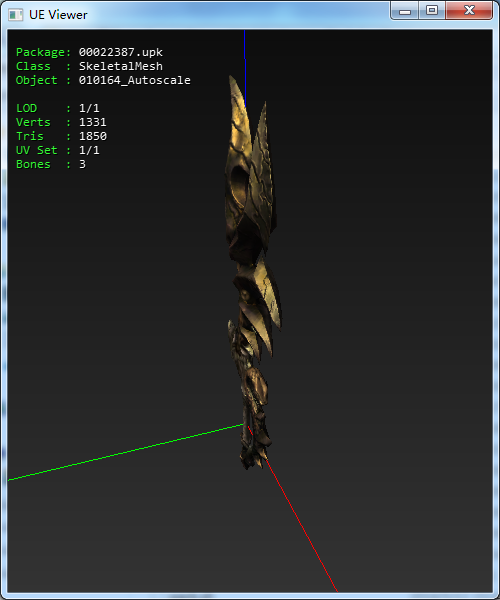 UE Viewer
Package: 00022387.upk
Class  : SkeletalMesh
Object : 010164_Autoscale
LOD    : 1/1
Verts  : 1331
Tris   : 1850
UV Set : 1/1
Bones  : 3